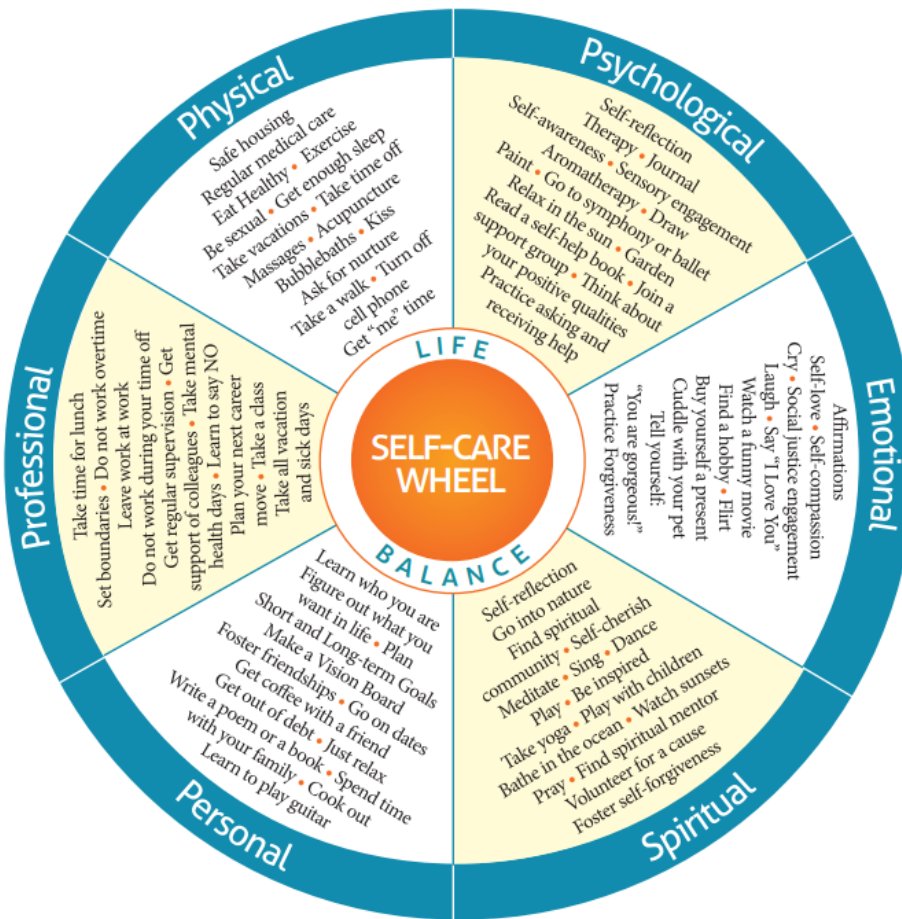 Physical
Safe housing
Regular medical care
Eat Healthy • Exercise
Be sexual • Get enough sleep
Take vacations • Take time off
Massages • Acupuncture
Bubblebaths • Kiss
Ask for nurture
Take a walk • Turn off
cell phone
Get “me” time
Psychological
Self-reflection
Therapy • Journal
Self-awareness • Sensory engagement
Aromatherapy • Draw
Paint • Go to symphony or ballet
Relax in the sun • Garden
Read a self-help book • Join a
support group • Think about
your positive qualities
Practice asking and
receiving help
Emotional
Affirmations
Self-love • Self-compassion
Cry • Social justice engagement
Laugh • Say “I Love You”
Watch a funny movie
Find a hobby • Flirt
Buy yourself a present
Cuddle with your pet
Tell yourself:
“You are gorgeous!”
Practice Forgiveness
Spiritual
Self-reflection
Go into nature
Find spiritual
community • Self-cherish
Meditate • Sing • Dance
Play • Be inspired
Take yoga • Play with children
Bathe in the ocean • Watch sunsets
Pray • Find spiritual mentor
Volunteer for a cause
Foster self-forgiveness
Personal
Learn who you are
Figure out what you
want in life • Plan
Short and Long-term Goals
Make a Vision Board
Foster friendships • Go on dates
Get coffee with a friend
Get out of debt • Just relax
Write a poem or a book • Spend time
with your family • Cook out
Learn to play guitar
Professional
Take time for lunch
Set boundaries • Do not work overtime
Leave work at work
Do not work during your time off
Get regular supervision • Get
support of colleagues • Take mental
health days • Learn to say NO
Plan your next career
move • Take a class
Take all vacation
and sick days
LIFE
SELF-CARE
WHEEL
BALANCE